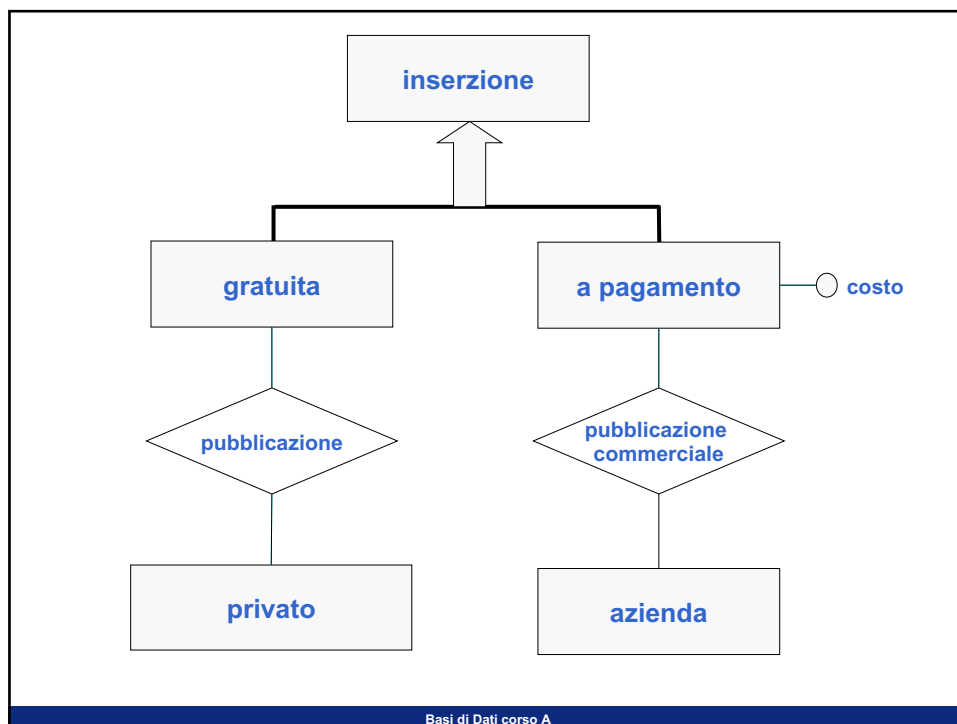 inserzione
gratuita
a pagamento
costo
pubblicazione
pubblicazione
commerciale
privato
azienda
Basi di Dati corso A